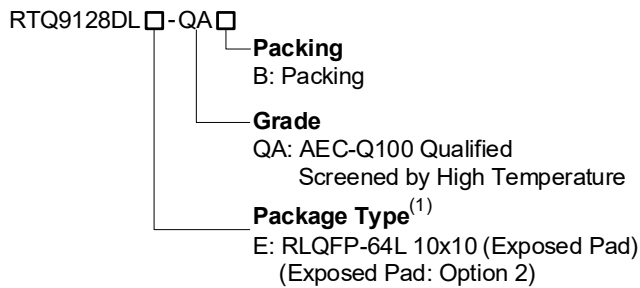 RTQ9128DL□-QA□
Packing
B: Packing
Grade
QA: AEC-Q100 Qualified
Screened by High Temperature
Package Type(1)
E: RLQFP-64L 10x10 (Exposed Pad)
(Exposed Pad: Option 2)